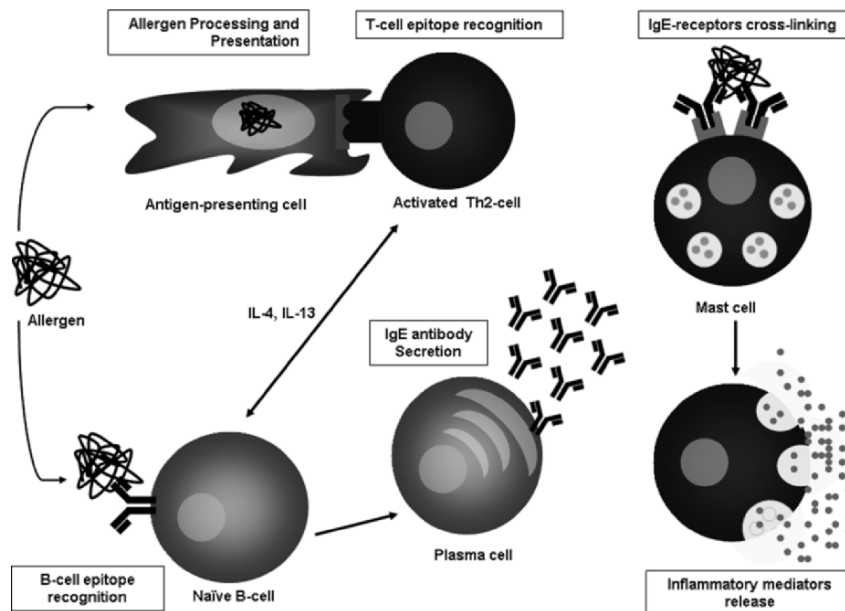 Allergen Processing and
Presentation
T-cell epitope recognition
IgE-receptors cross-linking
Antigen-presenting cell
Activated Th2-cell
Allergen
IL-4, IL-13
IgE antibody
Secretion
Mast cell
Plasma cell
B-cell epitope
recognition
Naïve B-cell
Inflammatory mediators
release